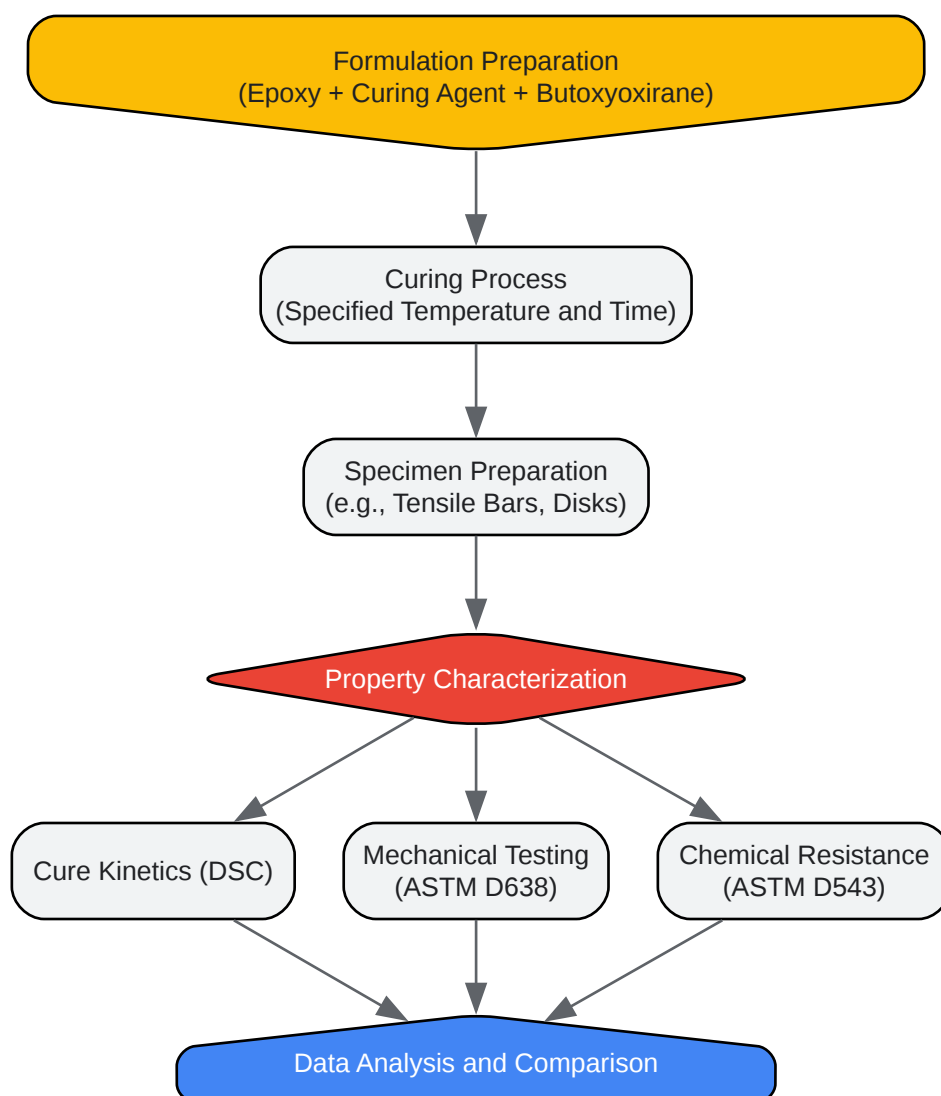 Formulation Preparation
(Epoxy + Curing Agent + Butoxyoxirane)
Curing Process
(Specified Temperature and Time)
Specimen Preparation
(e.g., Tensile Bars, Disks)
Property Characterization
Cure Kinetics (DSC)
Mechanical Testing
(ASTM D638)
Chemical Resistance
(ASTM D543)
Data Analysis and Comparison